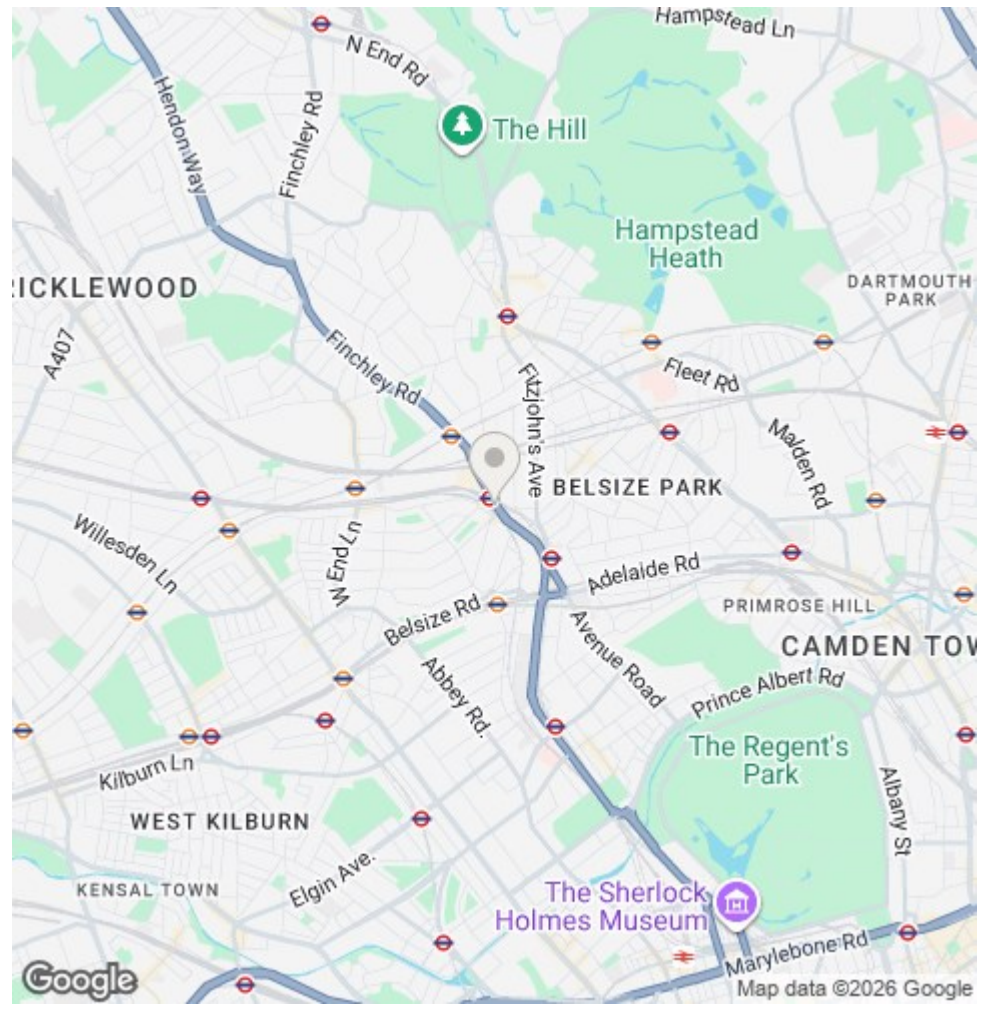 Hampstead Ln
N End Rd
Hendon Way
Finchley Rd
The Hill
Hampstead
Heath
RICKLEWOOD
DARTMOUTH
PARK
A407
Finchley Rd
Fitzjohn's Ave
Fleet Rd
Malden Rd
BELSIZE PARK
Willesden Ln
W End Ln
Adelaide Rd
Belsize Rd
PRIMROSE HILL
Avenue Road
CAMDEN TOW
Abbey Rd.
Prince Albert Rd
The Regent's
Park
Kilburn Ln
Albany St
WEST KILBURN
Elgin Ave.
KENSAL TOWN
The Sherlock
Holmes Museum
Marylebone Rd
Google
Map data ©2026 Google